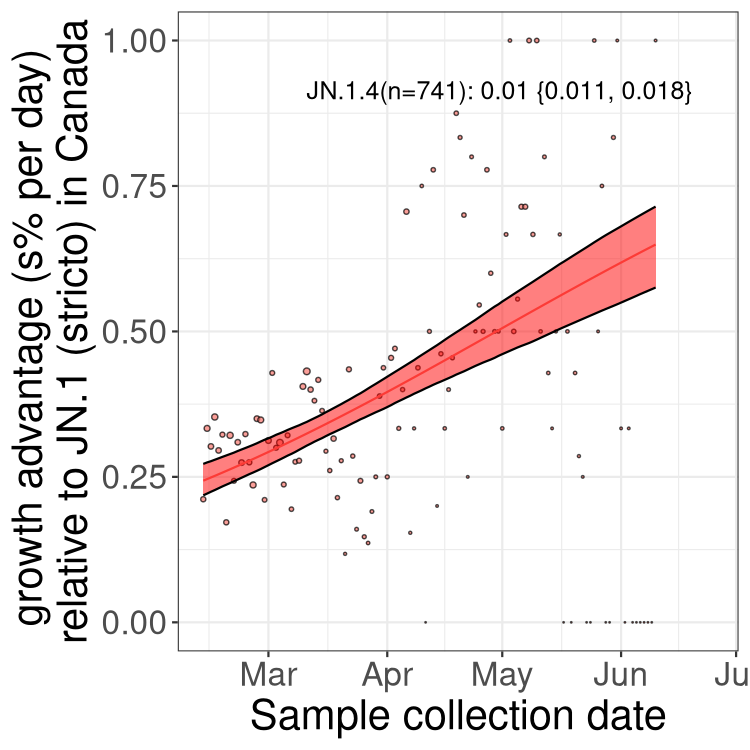 growth advantage (s% per day)
relative to JN.1 (stricto) in Canada
1.00
0.75
0.50
0.25
0.00
JN.1.4(n=741): 0.01 {0.011, 0.018}
Mar Apr May Jun Ju
Sample collection date